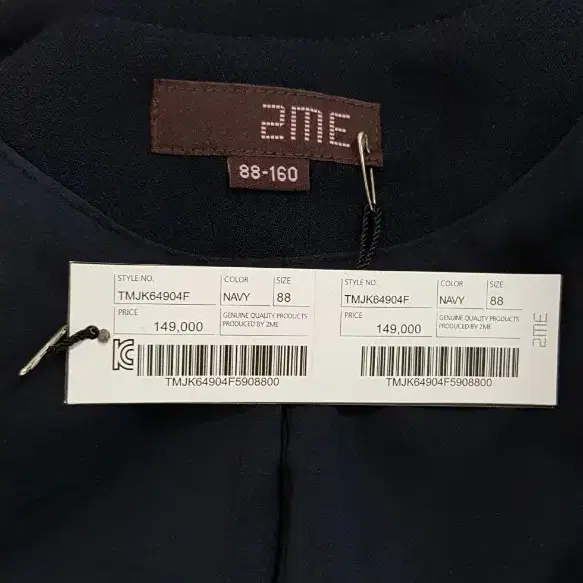 2ME
88-160
STYLE NO.
TMJK64904F
COLOR
NAVY
SIZE
88
PRICE
149,000
GENUINE QUALITY PRODUCTS
PRODUCED BY 2ME
TMJK64904F5908800
STYLE NO.
TMJK64904F
COLOR
NAVY
SIZE
88
PRICE
149,000
GENUINE QUALITY PRODUCTS
PRODUCED BY 2ME
TMJK64904F5908800
2ME